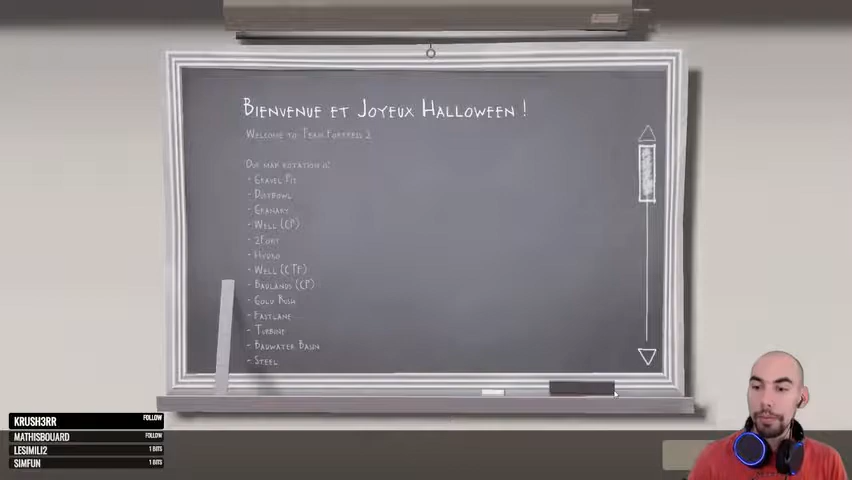 Bienvenue et Joyeux Halloween !
Welcome to Team Fortress 2
Our map rotation is:
- Gravel Pit
- Dustbowl
- Granary
- Well (CP)
- 2Fort
- Hydro
- Well (CTF)
- Badlands (CP)
- Gold Rush
- Fastlane
- Turbine
- Badwater Basin
- Steel
KRUSH3RR FOLLOW
MATHISBOUARD FOLLOW
LESIMILI2 1 BITS
SIMFUN 1 BITS